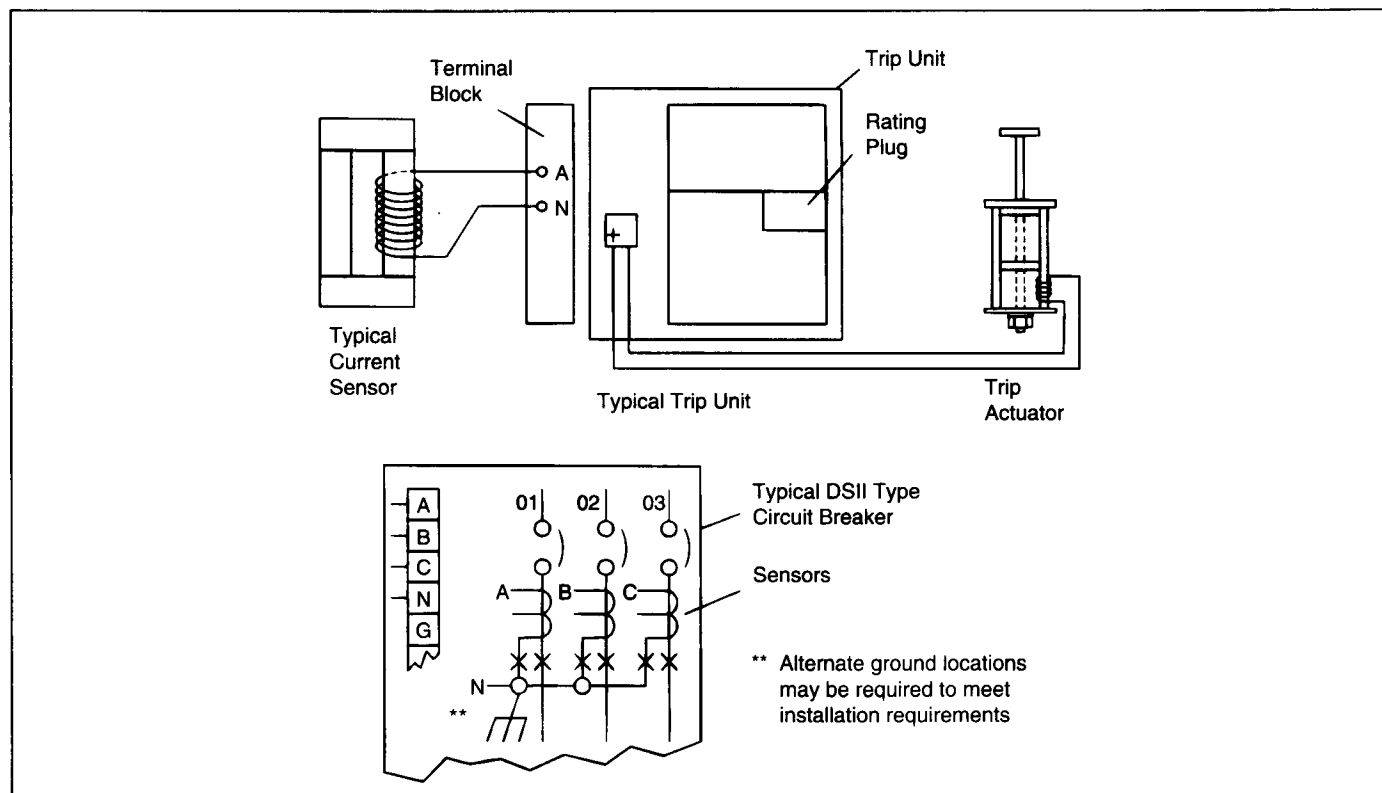 Terminal
Block
Trip Unit
Rating
Plug
A
N
Typical
Current
Sensor
Typical Trip Unit
Trip
Actuator
A
B
C
N
G
01
02
03
A
B
C
N
**
Typical DSII Type
Circuit Breaker
Sensors
** Alternate ground locations
may be required to meet
installation requirements